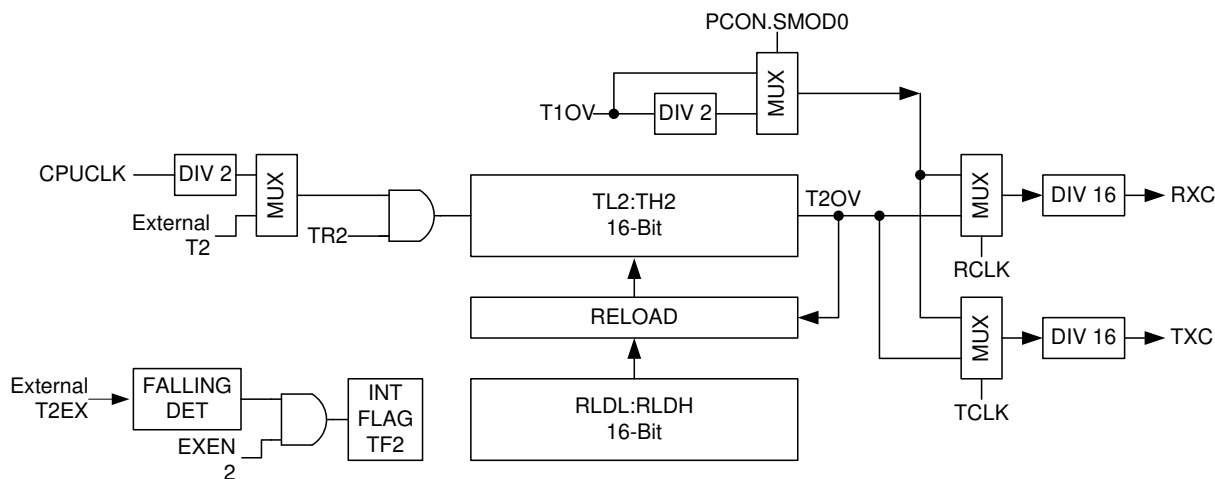 PCON.SMOD0
MUX
T1OV
DIV 2
CPUCLK
DIV 2
MUX
External
T2
TR2
TL2:TH2
16-Bit
T2OV
MUX
DIV 16
RXC
RCLK
RELOAD
MUX
DIV 16
TXC
TCLK
External
T2EX
FALLING
DET
EXEN
2
INT
FLAG
TF2
RLDL:RLDH
16-Bit